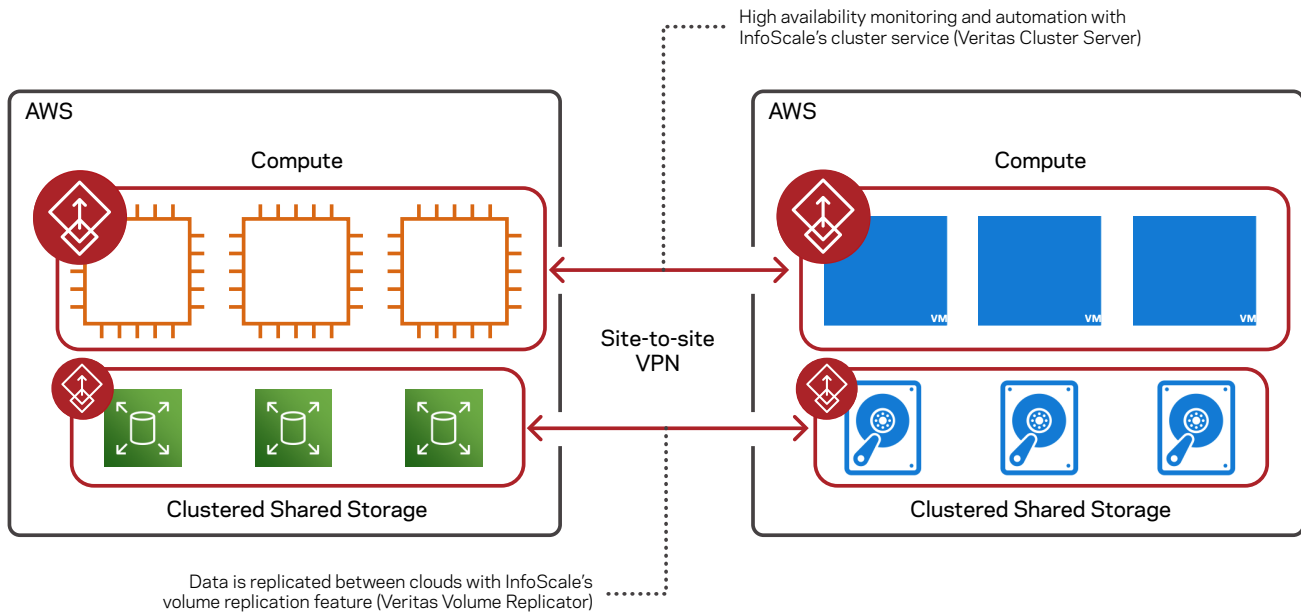 High availability monitoring and automation with
InfoScale's cluster service (Veritas Cluster Server)
AWS
Compute
AWS
Compute
VM
VM
VM
Site-to-site
VPN
Clustered Shared Storage
Clustered Shared Storage
Data is replicated between clouds with InfoScale's
volume replication feature (Veritas Volume Replicator)